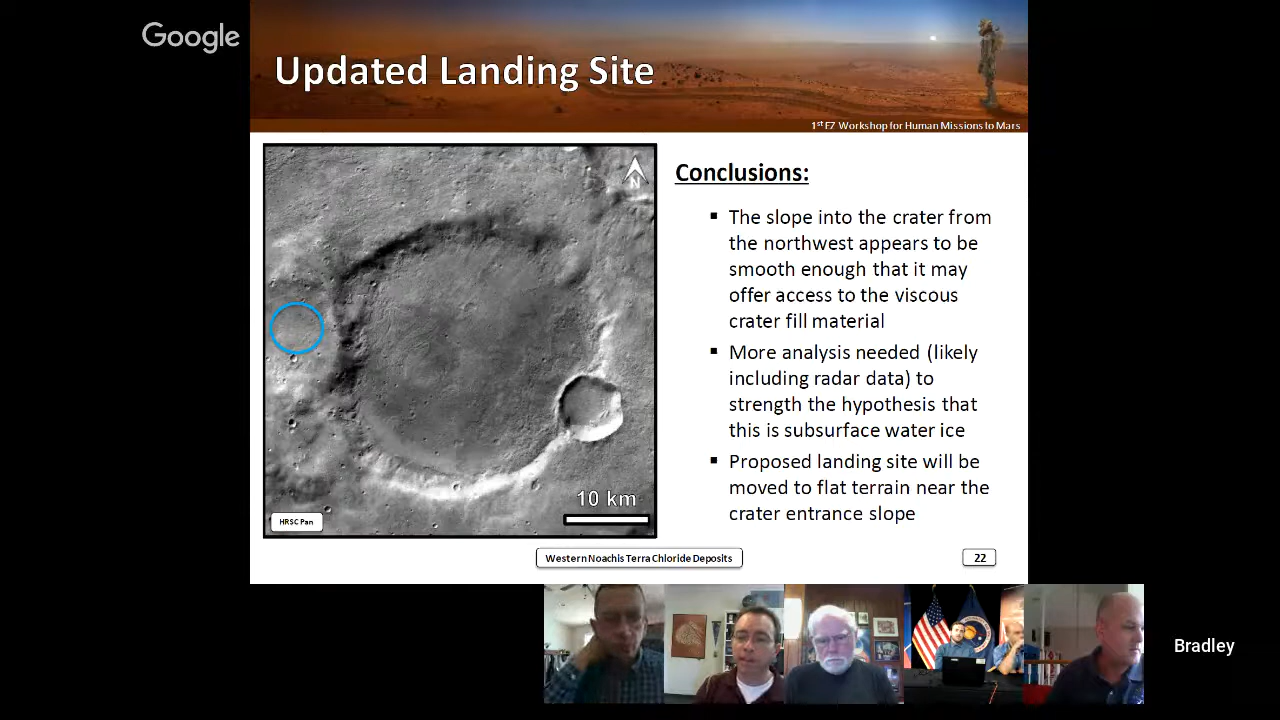 Google
Updated Landing Site
1st EZ Workshop for Human Missions to Mars
N
10 km
HRSC Pan
Conclusions:
▪ The slope into the crater from
the northwest appears to be
smooth enough that it may
offer access to the viscous
crater fill material
▪ More analysis needed (likely
including radar data) to
strength the hypothesis that
this is subsurface water ice
▪ Proposed landing site will be
moved to flat terrain near the
crater entrance slope
Western Noachis Terra Chloride Deposits
22
Bradley